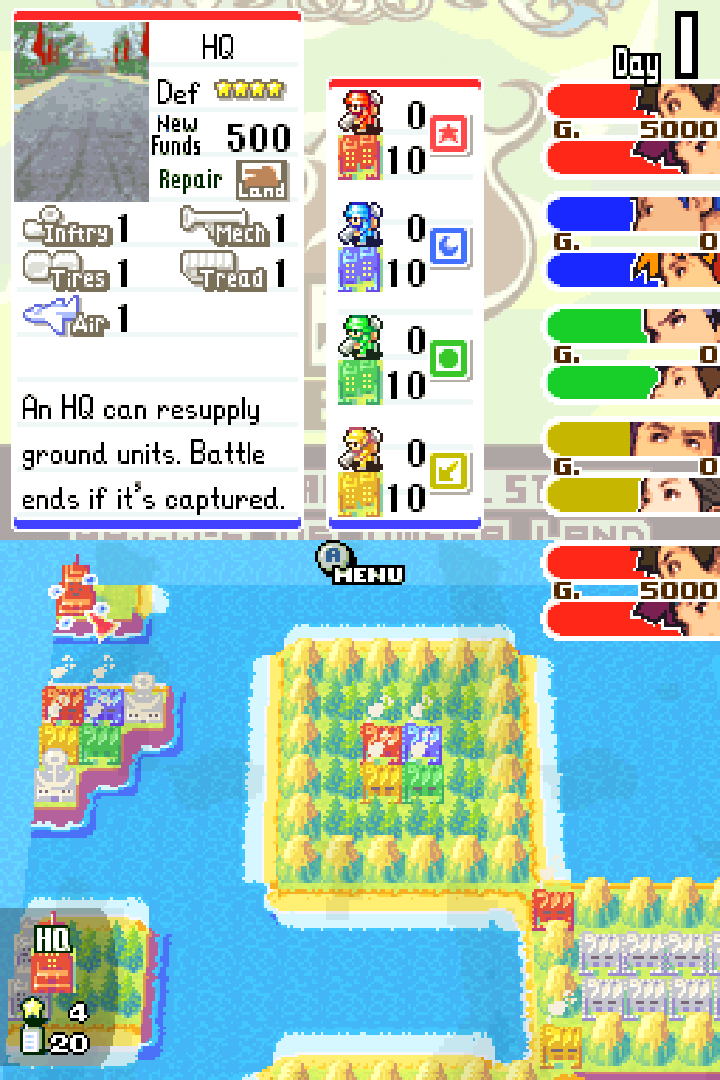 HQ
Def
New
Funds 500
Repair Land
Inftry 1 Mech 1
Tires 1 Tread 1
Air 1
An HQ can resupply
ground units. Battle
ends if it's captured.
0
10
0
10
0
10
0
10
Day 1
G. 5000
G. 0
G. 0
G. 0
A MENU
G. 5000
HQ
4
20